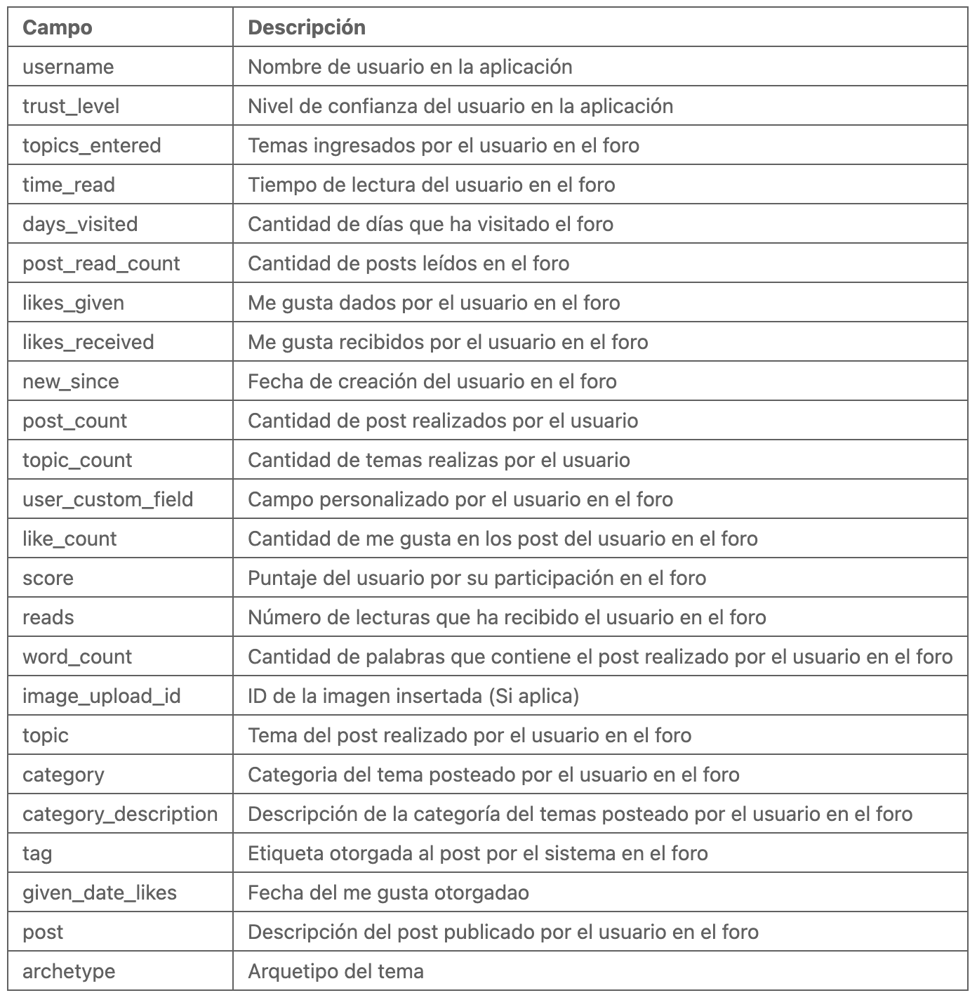 Campo Descripción
username Nombre de usuario en la aplicación
trust_level Nivel de confianza del usuario en la aplicación
topics_entered Temas ingresados por el usuario en el foro
time_read Tiempo de lectura del usuario en el foro
days_visited Cantidad de días que ha visitado el foro
post_read_count Cantidad de posts leídos en el foro
likes_given Me gusta dados por el usuario en el foro
likes_received Me gusta recibidos por el usuario en el foro
new_since Fecha de creación del usuario en el foro
post_count Cantidad de post realizados por el usuario
topic_count Cantidad de temas realizas por el usuario
user_custom_field Campo personalizado por el usuario en el foro
like_count Cantidad de me gusta en los post del usuario en el foro
score Puntaje del usuario por su participación en el foro
reads Número de lecturas que ha recibido el usuario en el foro
word_count Cantidad de palabras que contiene el post realizado por el usuario en el foro
image_upload_id ID de la imagen insertada (Si aplica)
topic Tema del post realizado por el usuario en el foro
category Categoria del tema posteado por el usuario en el foro
category_description Descripción de la categoría del temas posteado por el usuario en el foro
tag Etiqueta otorgada al post por el sistema en el foro
given_date_likes Fecha del me gusta otorgadao
post Descripción del post publicado por el usuario en el foro
archetype Arquetipo del tema